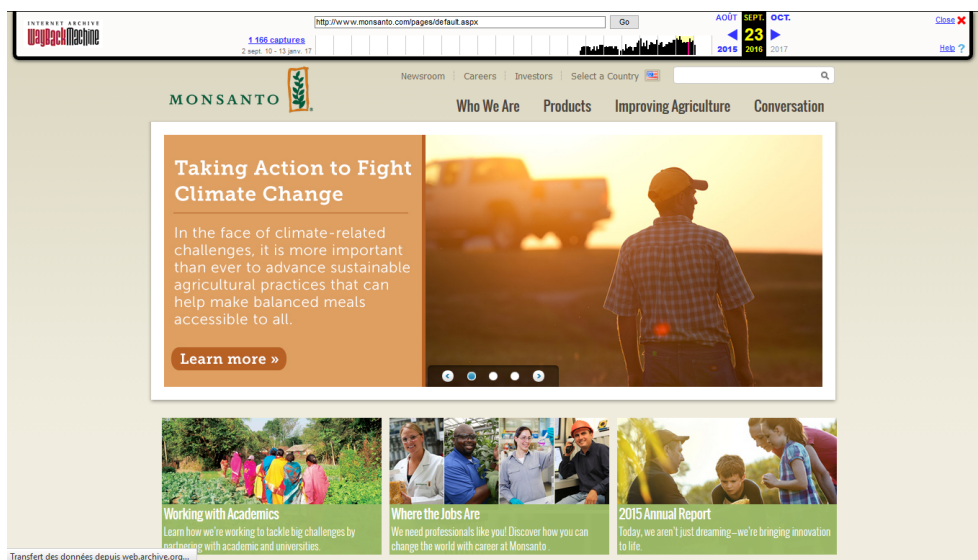 INTERNET ARCHIVE
WayBackMachine
http://www.monsanto.com/pages/default.aspx
Go
1 166 captures
2 sept. 10 - 13 janv. 17
AOÛT SEPT. OCT.
23
2015 2016 2017
Close
Help ?
MONSANTO
Newsroom Careers Investors Select a Country
Who We Are Products Improving Agriculture Conversation
Taking Action to Fight
Climate Change
In the face of climate-related
challenges, it is more important
than ever to advance sustainable
agricultural practices that can
help make balanced meals
accessible to all.
Learn more »
Working with Academics
Learn how we're working to tackle big challenges by
partnering with academic and universities.
Where the Jobs Are
We need professionals like you! Discover how you can
change the world with career at Monsanto .
2015 Annual Report
Today, we aren't just dreaming—we're bringing innovation
to life.
Transfert des données depuis web.archive.org...